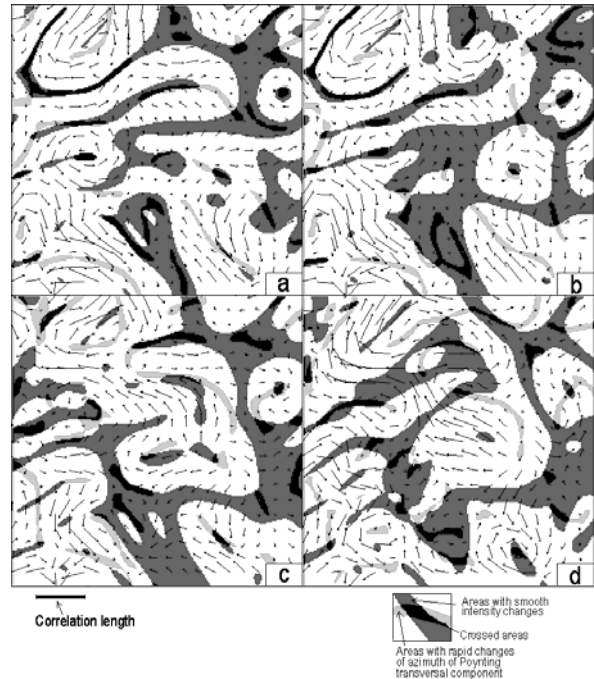 a
b
c
d
Correlation length
Areas with smooth
intensity changes
Crossed areas
Areas with rapid changes
of azimuth of Poynting
transversal component